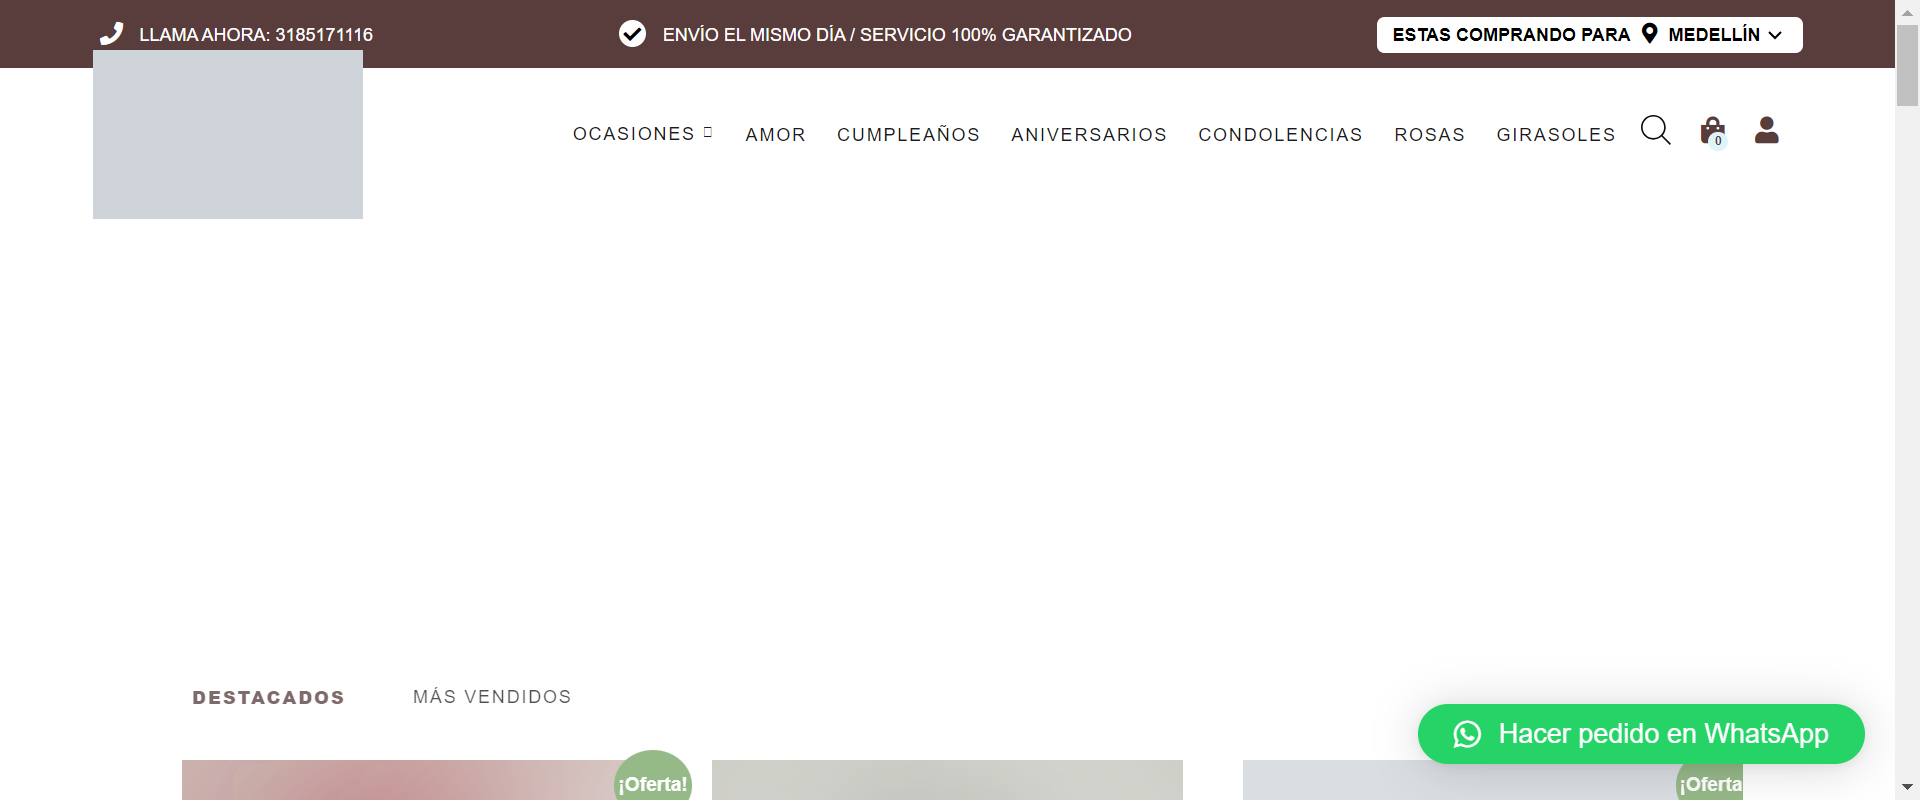 LLAMA AHORA: 3185171116
ENVÍO EL MISMO DÍA / SERVICIO 100% GARANTIZADO
ESTAS COMPRANDO PARA MEDELLÍN
OCASIONES AMOR CUMPLEAÑOS ANIVERSARIOS CONDOLENCIAS ROSAS GIRASOLES
0
DESTACADOS MÁS VENDIDOS
Hacer pedido en WhatsApp
¡Oferta!
¡Oferta